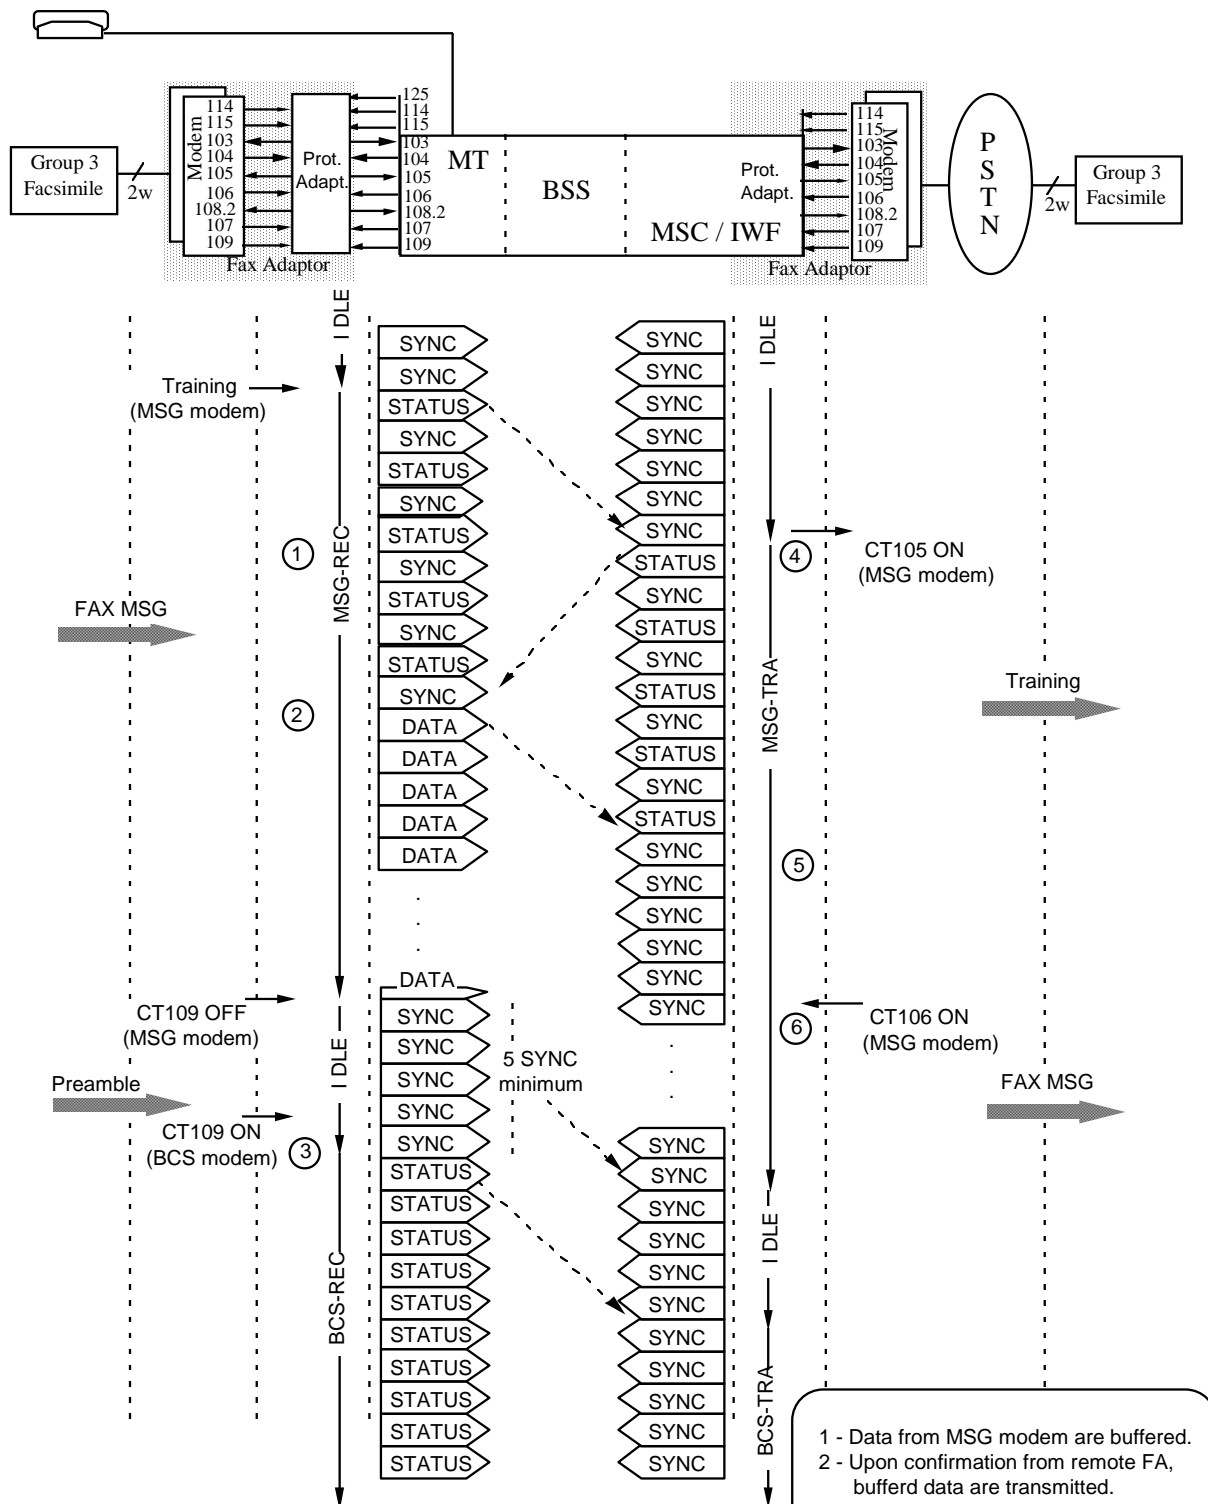 125
114
115
103
104
105
106
108.2
107
109
Modem
114
115
103
104
105
106
108.2
107
109
Prot.
Adapt.
Group 3
Facsimile
2w
Fax Adaptor
MT
BSS
Prot.
Adapt.
MSC / IWF
114
115
103
104
105
106
108.2
107
109
Modem
Fax Adaptor
P
S
T
N
2w
Group 3
Facsimile
I DLE
Training
(MSG modem)
MSG-REC
1
FAX MSG
2
CT109 OFF
(MSG modem)
I DLE
Preamble
CT109 ON
(BCS modem)
3
BCS-REC
SYNC
SYNC
STATUS
SYNC
STATUS
SYNC
STATUS
SYNC
STATUS
SYNC
STATUS
SYNC
DATA
DATA
DATA
DATA
DATA
.
.
.
DATA
SYNC
SYNC
SYNC
SYNC
SYNC
STATUS
STATUS
STATUS
STATUS
STATUS
STATUS
STATUS
STATUS
STATUS
STATUS
5 SYNC
minimum
SYNC
SYNC
SYNC
SYNC
SYNC
SYNC
SYNC
STATUS
SYNC
STATUS
SYNC
STATUS
SYNC
STATUS
SYNC
STATUS
SYNC
SYNC
SYNC
SYNC
SYNC
SYNC
.
.
.
SYNC
SYNC
SYNC
SYNC
SYNC
SYNC
SYNC
SYNC
SYNC
SYNC
SYNC
I DLE
4
CT105 ON
(MSG modem)
MSG-TRA
Training
5
6
CT106 ON
(MSG modem)
FAX MSG
I DLE
BCS-TRA
1 - Data from MSG modem are buffered.
2 - Upon confirmation from remote FA,
bufferd data are transmitted.